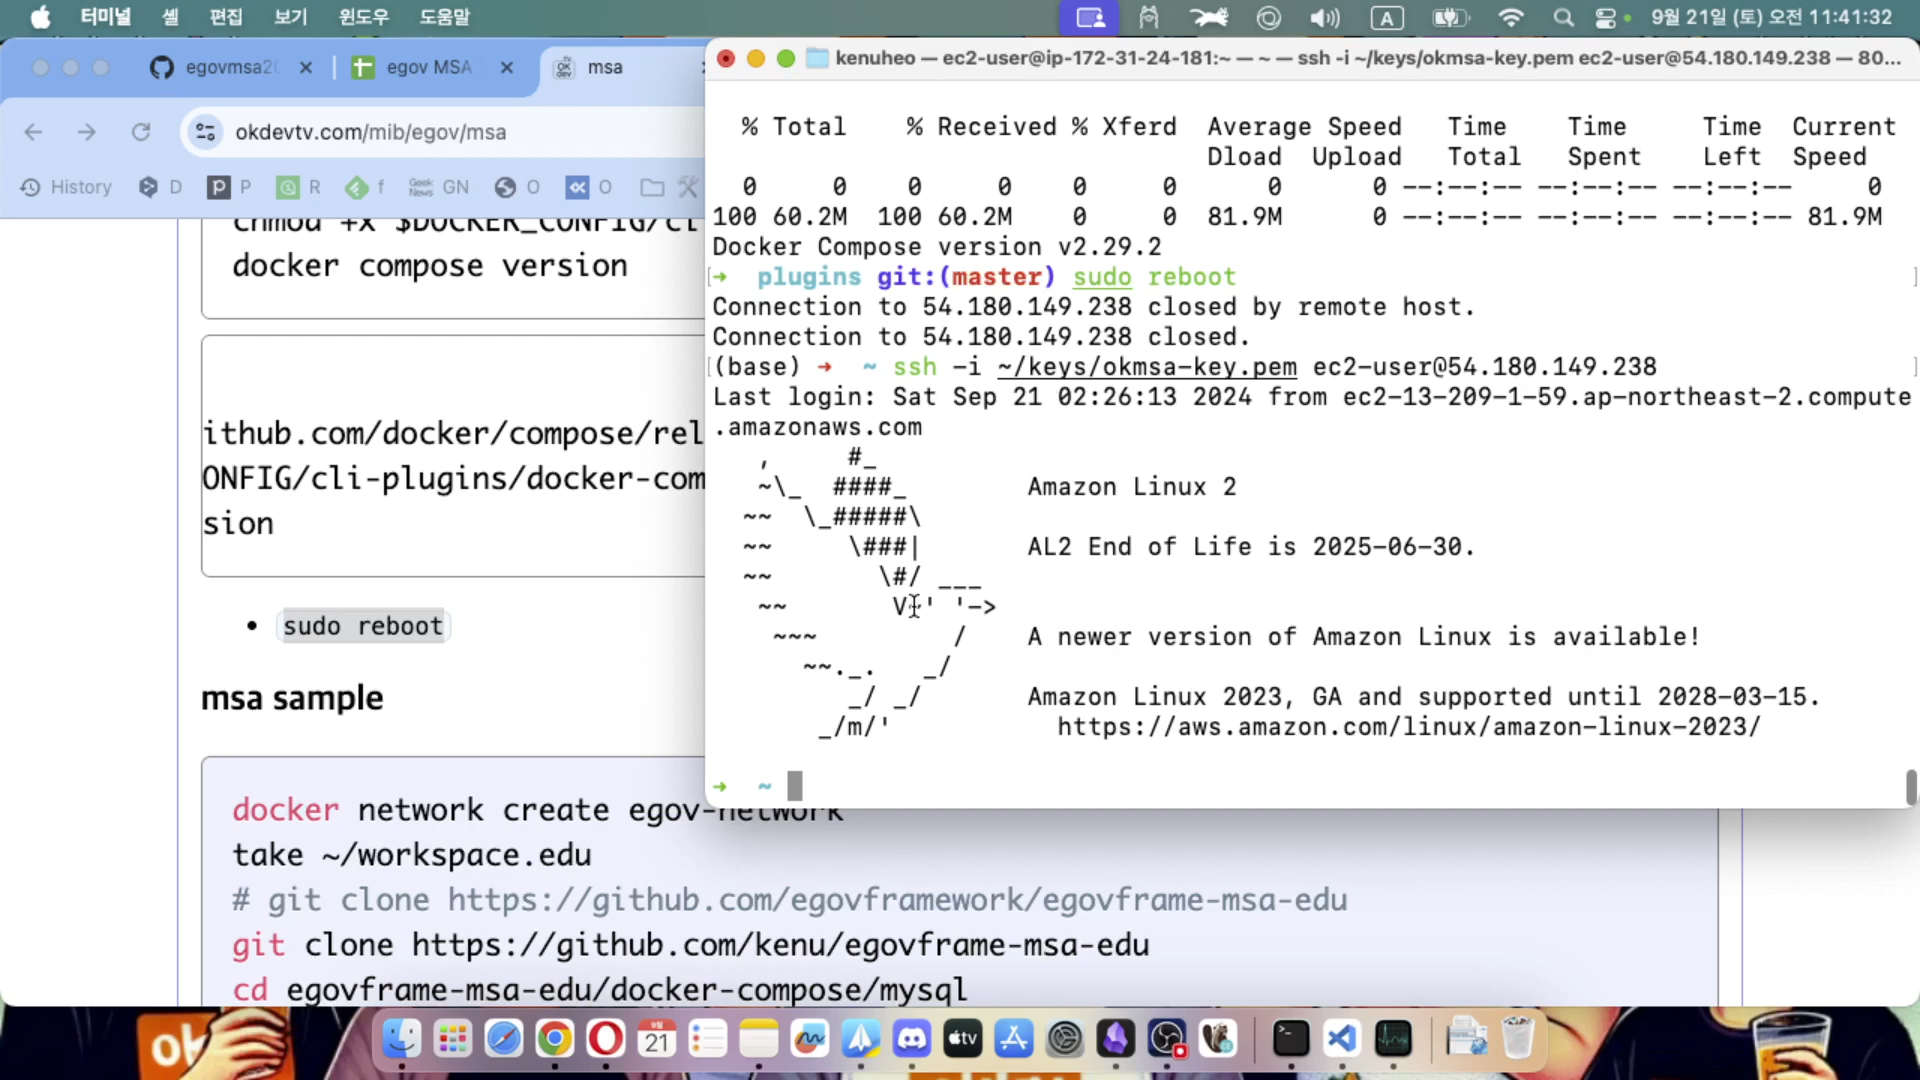 터미널 셸 편집 보기 윈도우 도움말 A 9월 21일 (토) 오전 11:41:32
egovmsa20 egov MSA msa
okdevtv.com/mib/egov/msa
History D P R f GN O O
chmod +x $DOCKER_CONFIG/cl
docker compose version
ithub.com/docker/compose/rel
ONFIG/cli-plugins/docker-com
sion
sudo reboot
msa sample
docker network create egov-network
take ~/workspace.edu
# git clone https://github.com/egovframework/egovframe-msa-edu
git clone https://github.com/kenu/egovframe-msa-edu
cd egovframe-msa-edu/docker-compose/mysql
kenuheo — ec2-user@ip-172-31-24-181:~ — ~ — ssh -i ~/keys/okmsa-key.pem ec2-user@54.180.149.238 — 80...
% Total % Received % Xferd Average Speed Time Time Time Current
Dload Upload Total Spent Left Speed
0 0 0 0 0 0 0 0 --:--:-- --:--:-- --:--:-- 0
100 60.2M 100 60.2M 0 0 81.9M 0 --:--:-- --:--:-- --:--:-- 81.9M
Docker Compose version v2.29.2
➜ plugins git:(master) sudo reboot
Connection to 54.180.149.238 closed by remote host.
Connection to 54.180.149.238 closed.
(base) ➜ ~ ssh -i ~/keys/okmsa-key.pem ec2-user@54.180.149.238
Last login: Sat Sep 21 02:26:13 2024 from ec2-13-209-1-59.ap-northeast-2.compute
.amazonaws.com
, #_
~\_ ####_ Amazon Linux 2
~~ \_#####\
~~ \###| AL2 End of Life is 2025-06-30.
~~ \#/ ___
~~ V~' '->
~~~ / A newer version of Amazon Linux is available!
~~._. _/
_/ _/ Amazon Linux 2023, GA and supported until 2028-03-15.
_/m/' https://aws.amazon.com/linux/amazon-linux-2023/
➜ ~
ok
9월
21
tv